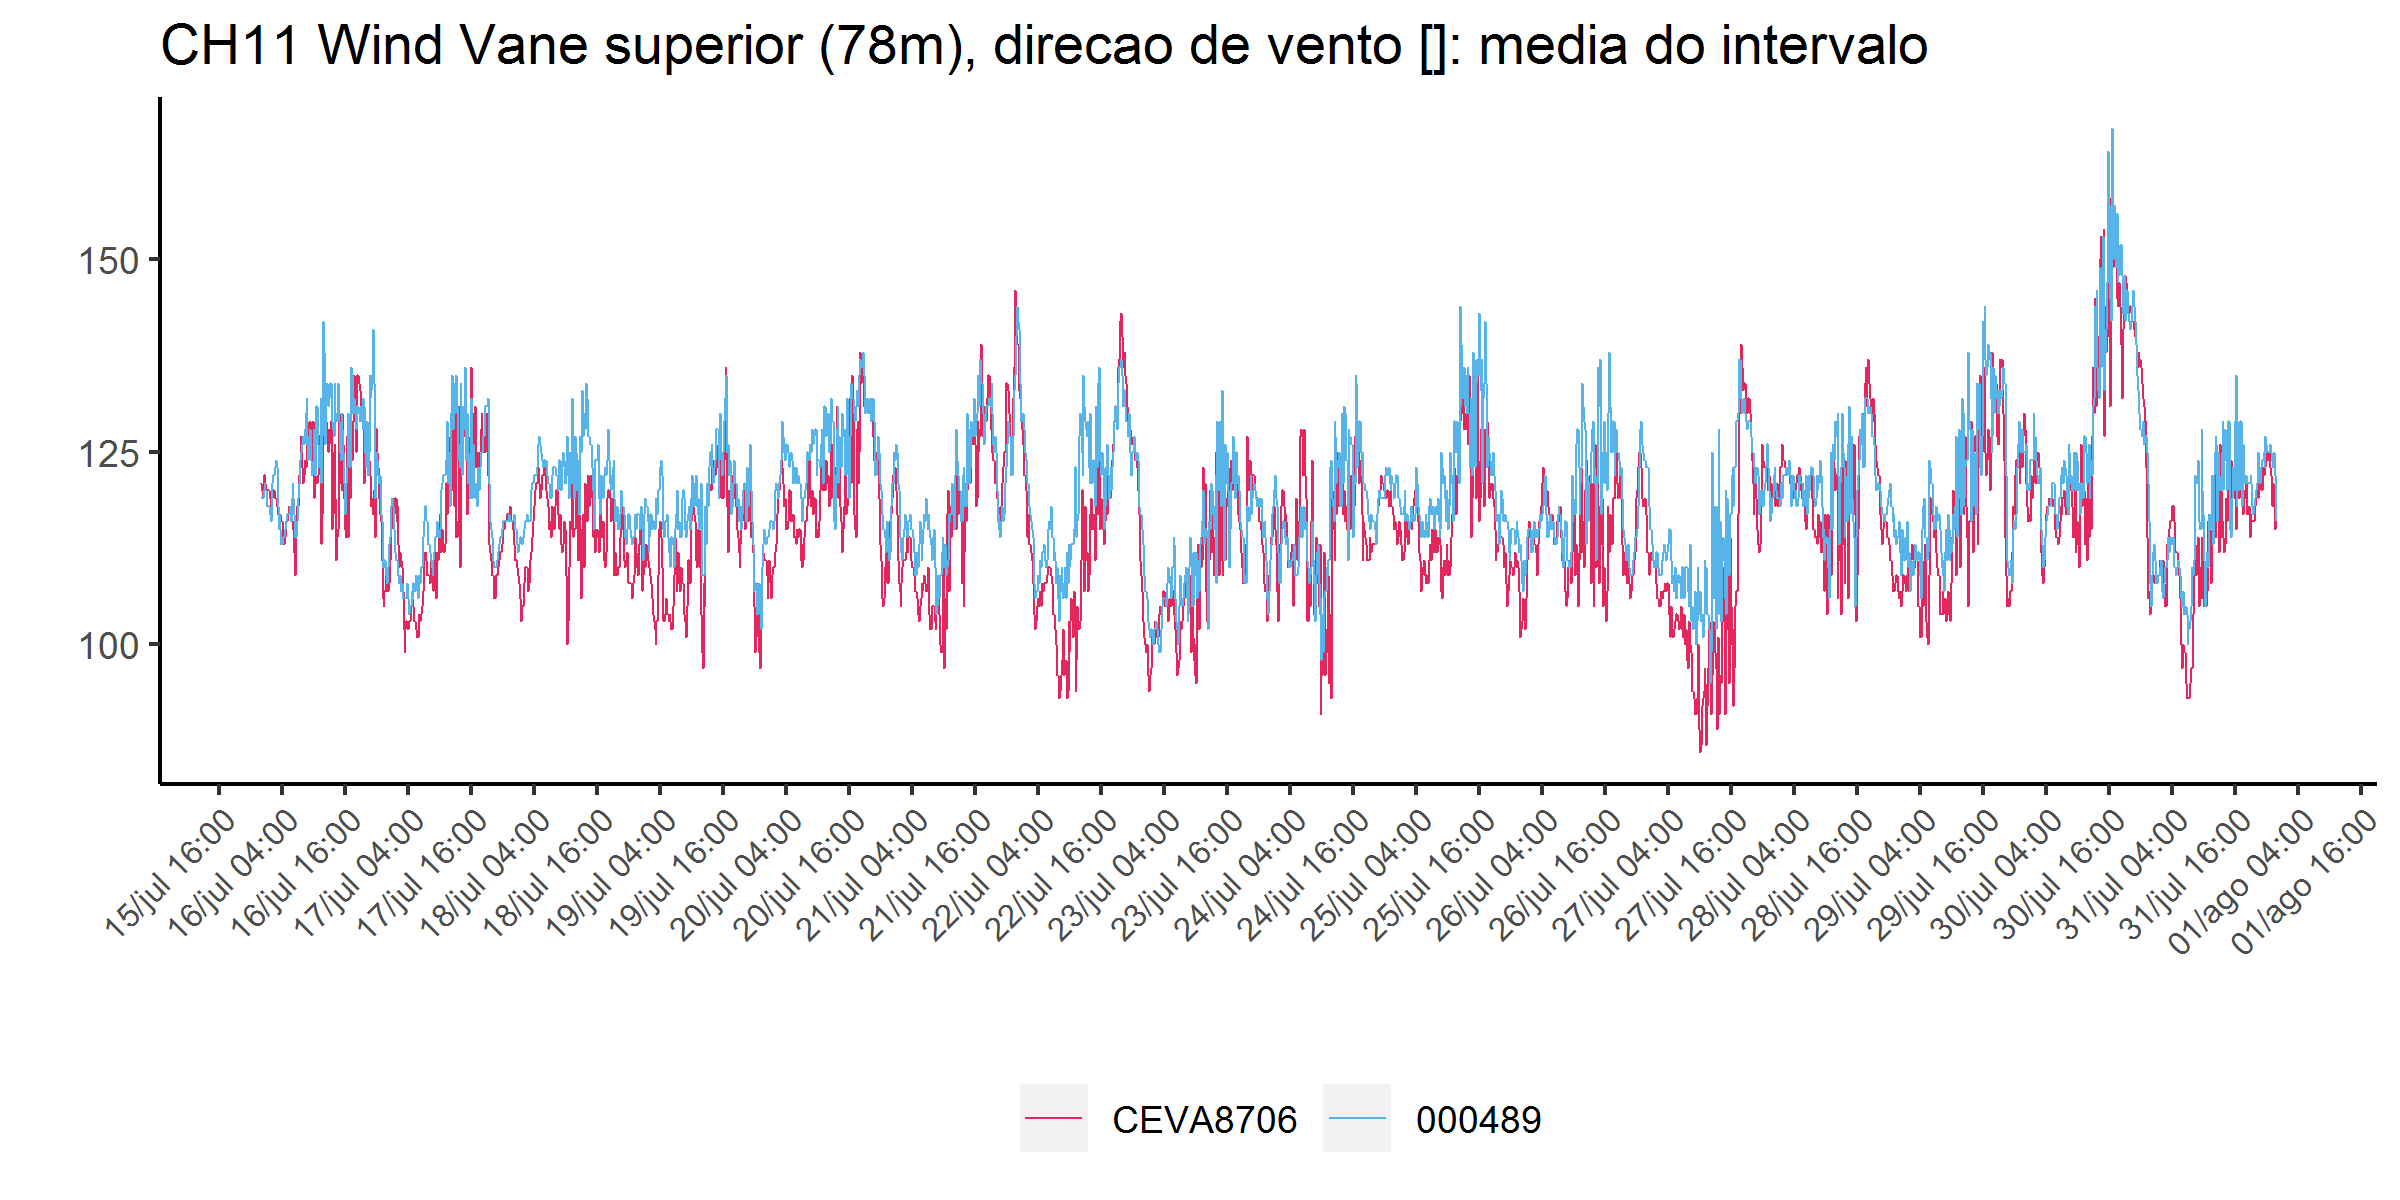 CH11 Wind Vane superior (78m), direcao de vento []: media do intervalo
150
125
100
15/jul 16:00
16/jul 04:00
16/jul 16:00
17/jul 04:00
17/jul 16:00
18/jul 04:00
18/jul 16:00
19/jul 04:00
19/jul 16:00
20/jul 04:00
20/jul 16:00
21/jul 04:00
21/jul 16:00
22/jul 04:00
22/jul 16:00
23/jul 04:00
23/jul 16:00
24/jul 04:00
24/jul 16:00
25/jul 04:00
25/jul 16:00
26/jul 04:00
26/jul 16:00
27/jul 04:00
27/jul 16:00
28/jul 04:00
28/jul 16:00
29/jul 04:00
29/jul 16:00
30/jul 04:00
30/jul 16:00
31/jul 04:00
31/jul 16:00
01/ago 04:00
01/ago 16:00
CEVA8706 000489